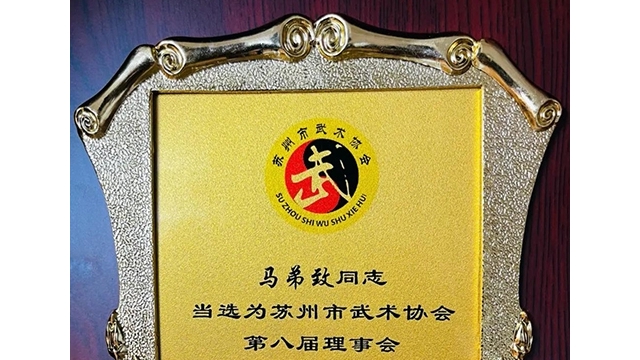 苏州市武术协会
武
SU ZHOU SHI WU SHU XIE HUI
马弟致同志
当选为苏州市武术协会
第八届理事会